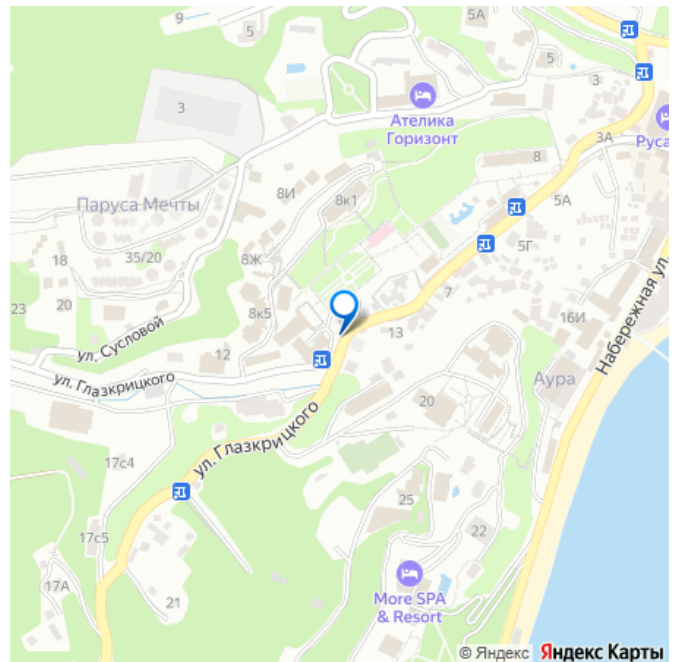 9
5
5А
3
5
3
Ателика
Горизонт
3А
Руса
8
8И
8к1
5А
Паруса Мечты
35/20
18
8Ж
5Г
23
20
8к5
7
16И
Набережная ул.
ул. Сусловой
12
13
ул. Глазкрицкого
Аура
20
ул. Глазкрицкого
17с4
25
22
17с5
17А
21
More SPA
& Resort
© Яндекс Яндекс Карты